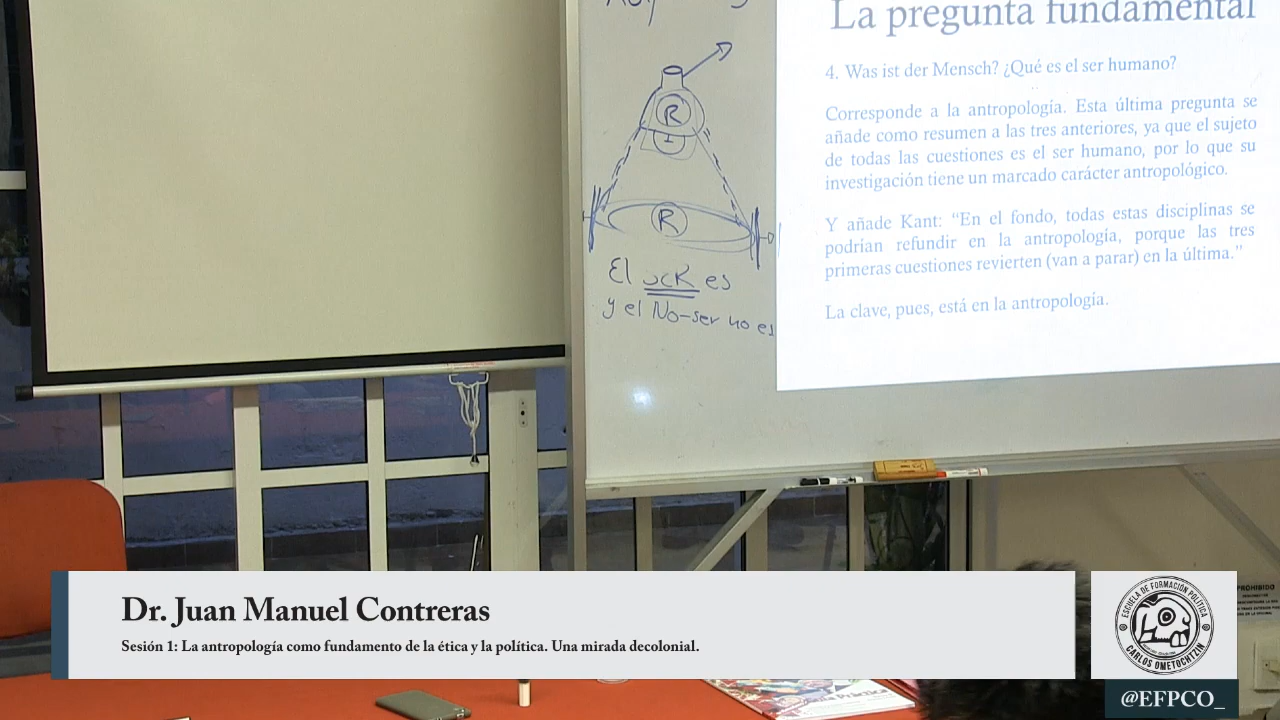 La pregunta fundamental
4. Was ist der Mensch? ¿Qué es el ser humano?
Corresponde a la antropología. Esta última pregunta se
añade como resumen a las tres anteriores, ya que el sujeto
de todas las cuestiones es el ser humano, por lo que su
investigación tiene un marcado carácter antropológico.
Y añade Kant: “En el fondo, todas estas disciplinas se
podrían refundir en la antropología, porque las tres
primeras cuestiones revierten (van a parar) en la última.”
La clave, pues, está en la antropología.
R
I
R
El ser es
y el No-ser no es
Dr. Juan Manuel Contreras
Sesión 1: La antropología como fundamento de la ética y la política. Una mirada decolonial.
ESCUELA DE FORMACIÓN POLÍTICA
CARLOS OMETOCHTZIN
@EFPCO_
PROHIBIDO